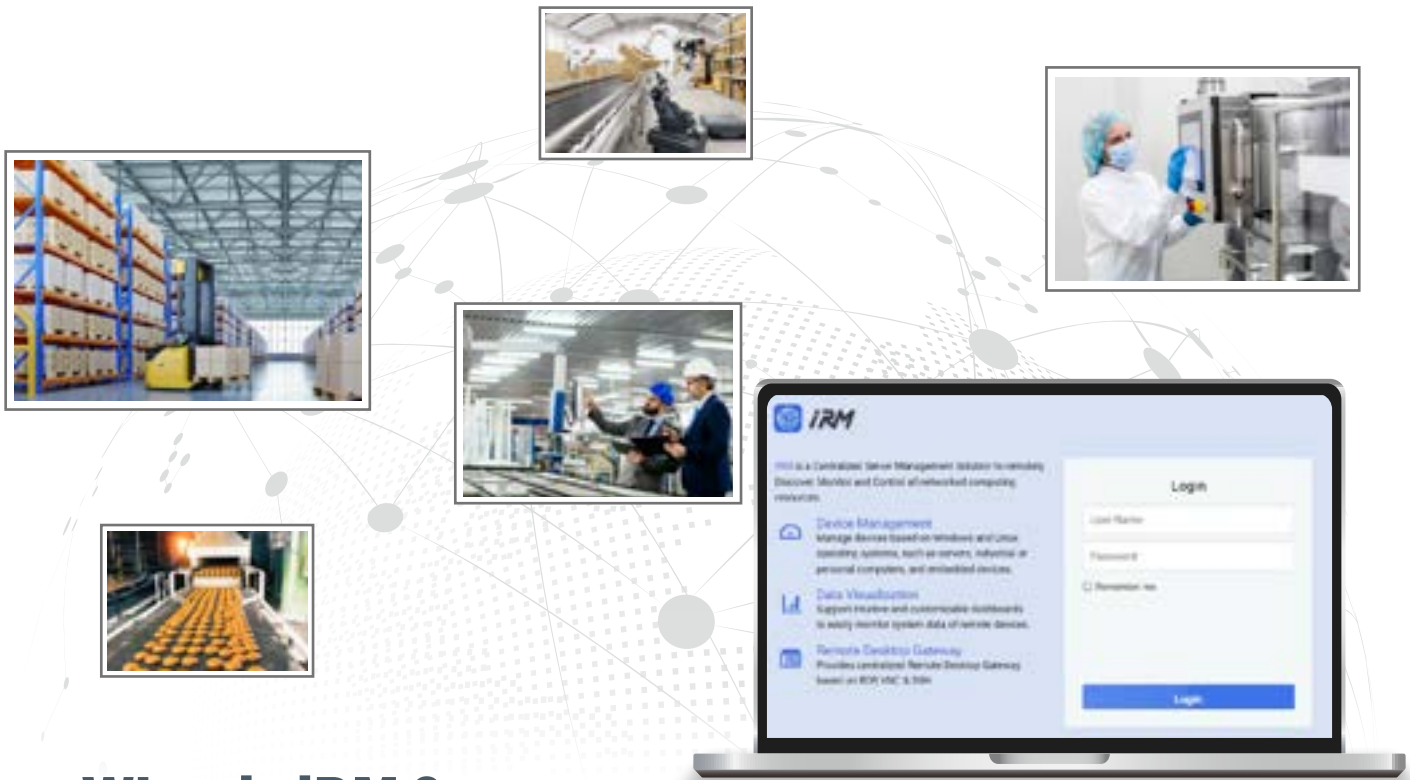 iRM
iRM is a Centralized Server Management Solution to remotely
Discover, Monitor and Control all networked computing
resources.
Login
User Name
Password
Remember me
Login
Device Management
Manage devices based on Windows and Linux
operating systems, such as servers, industrial or
personal computers, and embedded devices.
Data Visualization
Support intuitive and customizable dashboards
to easily monitor system data of remote devices.
Remote Desktop Gateway
Provides centralized Remote Desktop Gateway
based on RDP, VNC & SSH